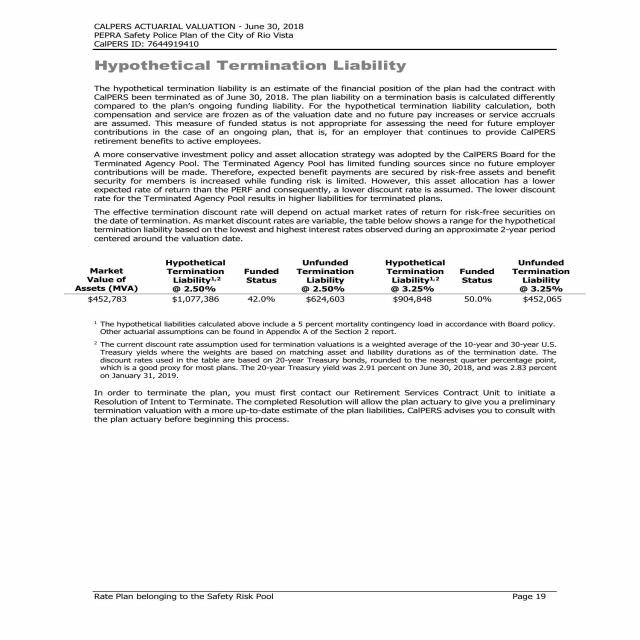 CALPERS ACTUARIAL VALUATION - June 30, 2018
PEPRA Safety Police Plan of the City of Rio Vista
CalPERS ID: 7644919410
Hypothetical Termination Liability
The hypothetical termination liability is an estimate of the financial position of the plan had the contract with
CalPERS been terminated as of June 30, 2018. The plan liability on a termination basis is calculated differently
compared to the plan's ongoing funding liability. For the hypothetical termination liability calculation, both
compensation and service are frozen as of the valuation date and no future pay increases or service accruals
are assumed. This measure of funded status is not appropriate for assessing the need for future employer
contributions in the case of an ongoing plan, that is, for an employer that continues to provide CalPERS
retirement benefits to active employees.
A more conservative investment policy and asset allocation strategy was adopted by the CalPERS Board for the
Terminated Agency Pool. The Terminated Agency Pool has limited funding sources since no future employer
contributions will be made. Therefore, expected benefit payments are secured by risk-free assets and benefit
security for members is increased while funding risk is limited. However, this asset allocation has a lower
expected rate of return than the PERF and consequently, a lower discount rate is assumed. The lower discount
rate for the Terminated Agency Pool results in higher liabilities for terminated plans.
The effective termination discount rate will depend on actual market rates of return for risk-free securities on
the date of termination. As market discount rates are variable, the table below shows a range for the hypothetical
termination liability based on the lowest and highest interest rates observed during an approximate 2-year period
centered around the valuation date.
Market Value of Assets (MVA) Hypothetical Termination Liability1,2 @ 2.50% Funded Status Unfunded Termination Liability @ 2.50% Hypothetical Termination Liability1,2 @ 3.25% Funded Status Unfunded Termination Liability @ 3.25%
$452,783 $1,077,386 42.0% $624,603 $904,848 50.0% $452,065
1 The hypothetical liabilities calculated above include a 5 percent mortality contingency load in accordance with Board policy.
Other actuarial assumptions can be found in Appendix A of the Section 2 report.
2 The current discount rate assumption used for termination valuations is a weighted average of the 10-year and 30-year U.S.
Treasury yields where the weights are based on matching asset and liability durations as of the termination date. The
discount rates used in the table are based on 20-year Treasury bonds, rounded to the nearest quarter percentage point,
which is a good proxy for most plans. The 20-year Treasury yield was 2.91 percent on June 30, 2018, and was 2.83 percent
on January 31, 2019.
In order to terminate the plan, you must first contact our Retirement Services Contract Unit to initiate a
Resolution of Intent to Terminate. The completed Resolution will allow the plan actuary to give you a preliminary
termination valuation with a more up-to-date estimate of the plan liabilities. CalPERS advises you to consult with
the plan actuary before beginning this process.
Rate Plan belonging to the Safety Risk Pool Page 19